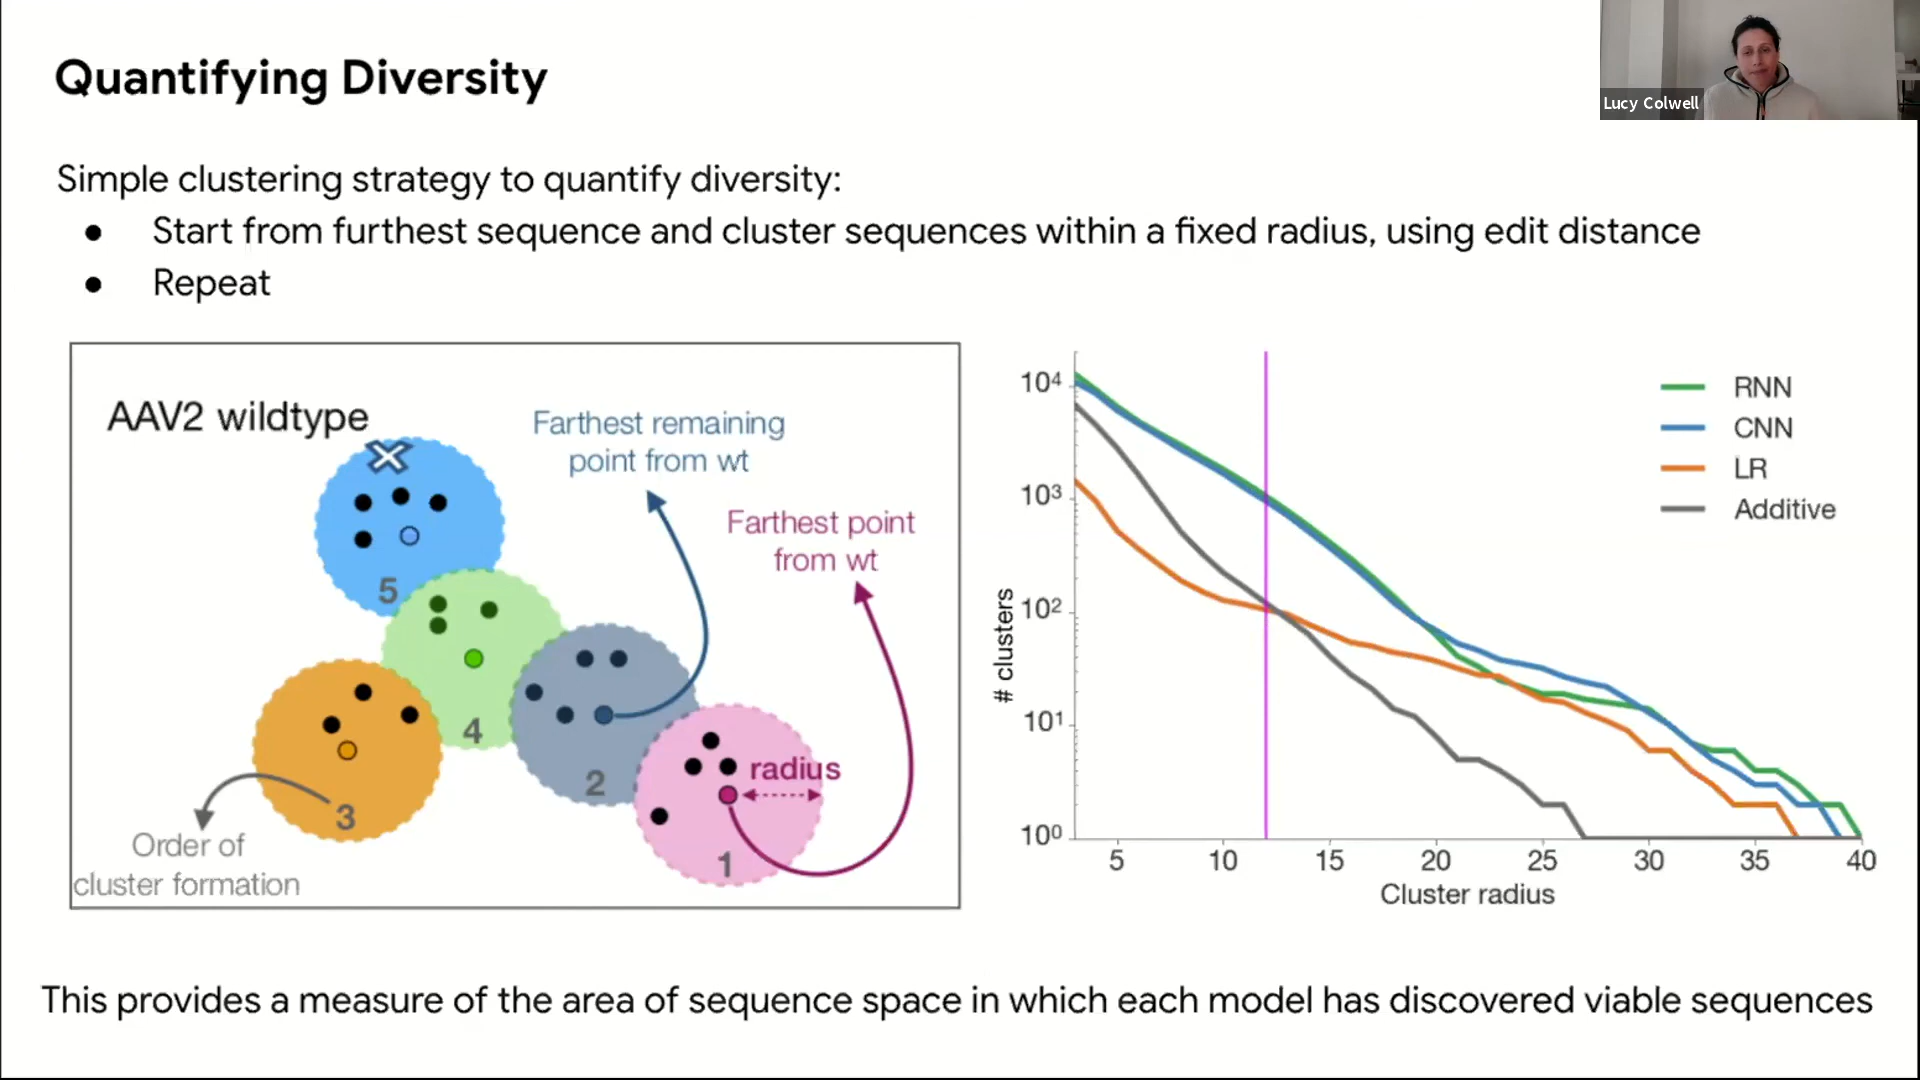 Quantifying Diversity
Lucy Colwell
Simple clustering strategy to quantify diversity:
● Start from furthest sequence and cluster sequences within a fixed radius, using edit distance
● Repeat
AAV2 wildtype
Farthest remaining
point from wt
Farthest point
from wt
5
4
3
2
1
radius
Order of
cluster formation
10⁴
10³
10²
10¹
10⁰
# clusters
5 10 15 20 25 30 35 40
Cluster radius
RNN
CNN
LR
Additive
This provides a measure of the area of sequence space in which each model has discovered viable sequences